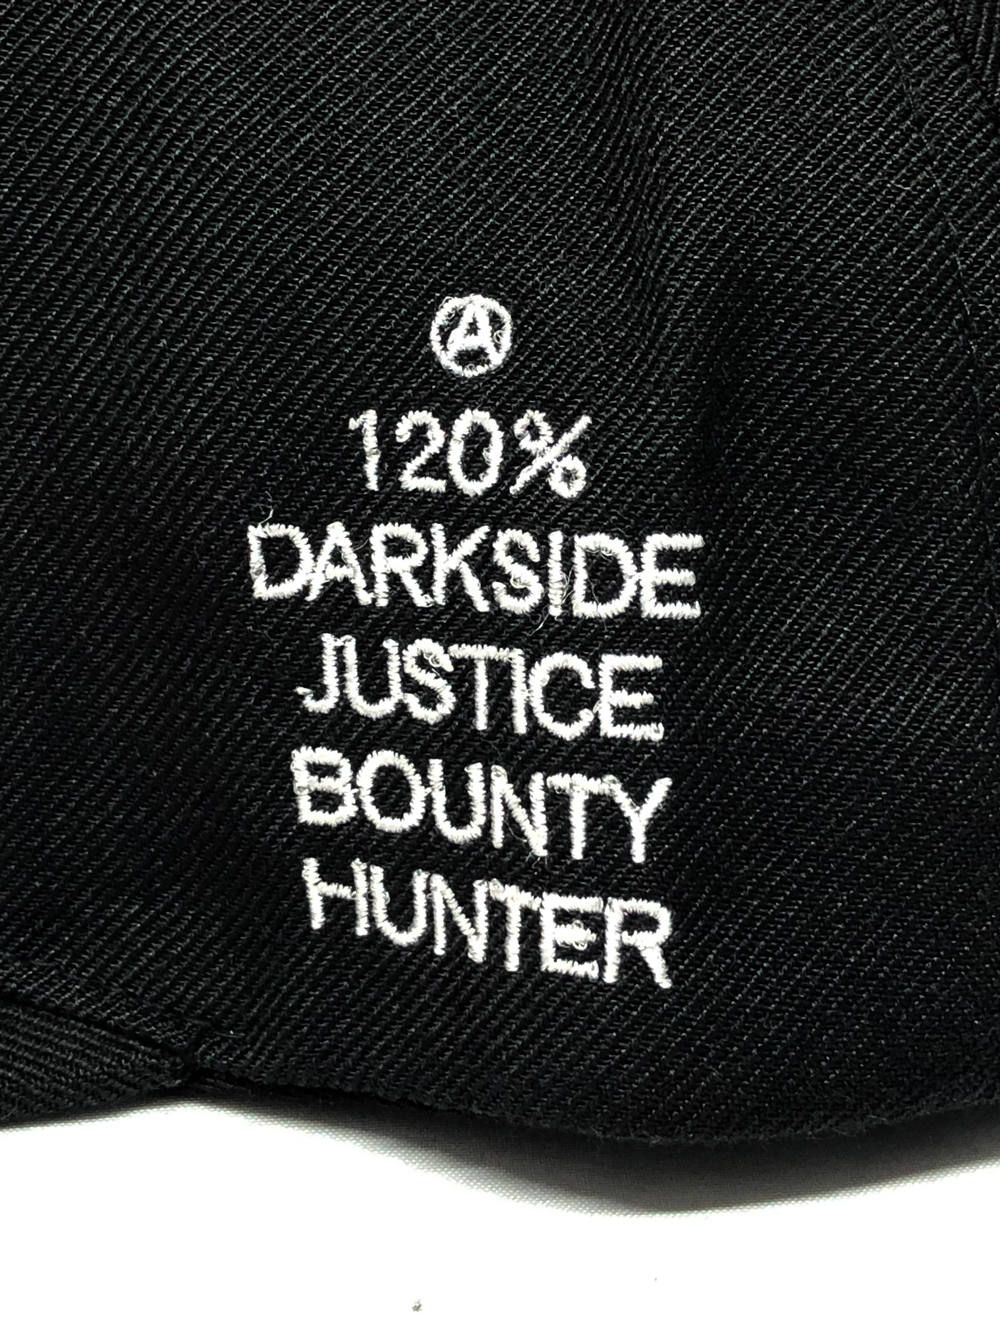 Ⓐ
120%
DARKSIDE
JUSTICE
BOUNTY
HUNTER